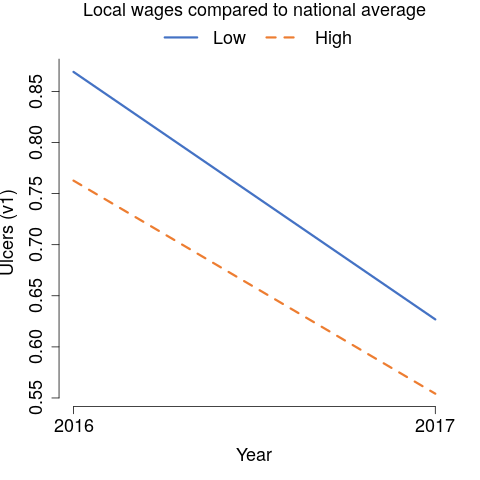 Local wages compared to national average
Low High
0.85
0.80
0.75
0.70
0.65
0.60
0.55
Ulcers (v1)
2016 2017
Year